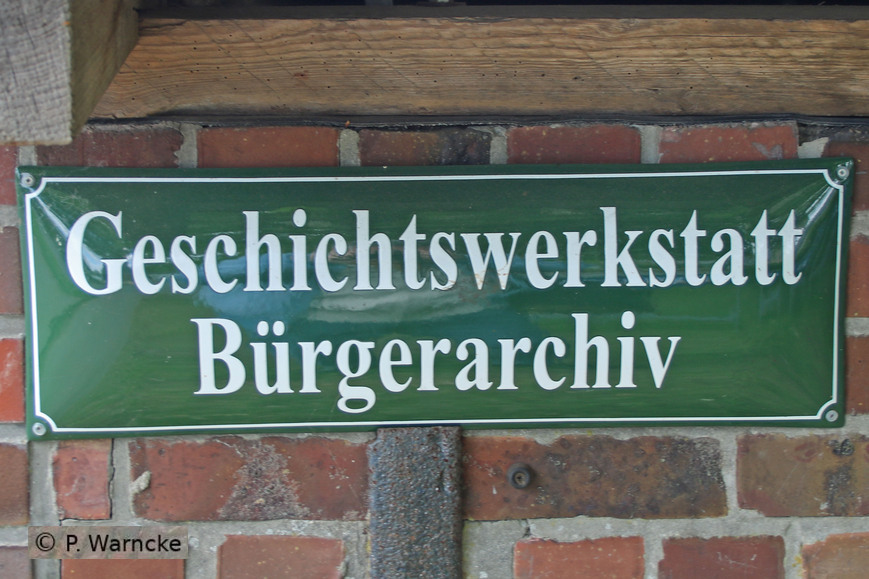 Geschichtswerkstatt
Bürgerarchiv
© P. Warncke